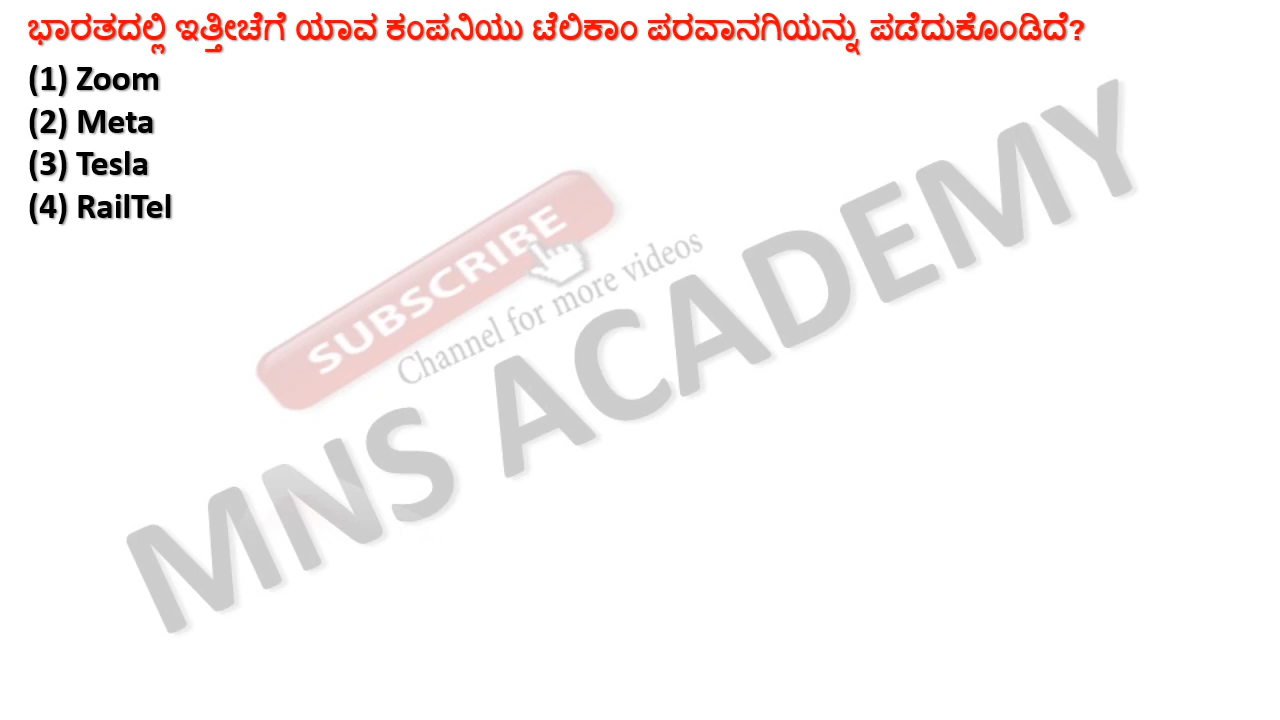 ಭಾರತದಲ್ಲಿ ಇತ್ತೀಚೆಗೆ ಯಾವ ಕಂಪನಿಯು ಟೆಲಿಕಾಂ ಪರವಾನಗಿಯನ್ನು ಪಡೆದುಕೊಂಡಿದೆ?
(1) Zoom
(2) Meta
(3) Tesla
(4) RailTel
SUBSCRIBE
Channel for more videos
MNS ACADEMY